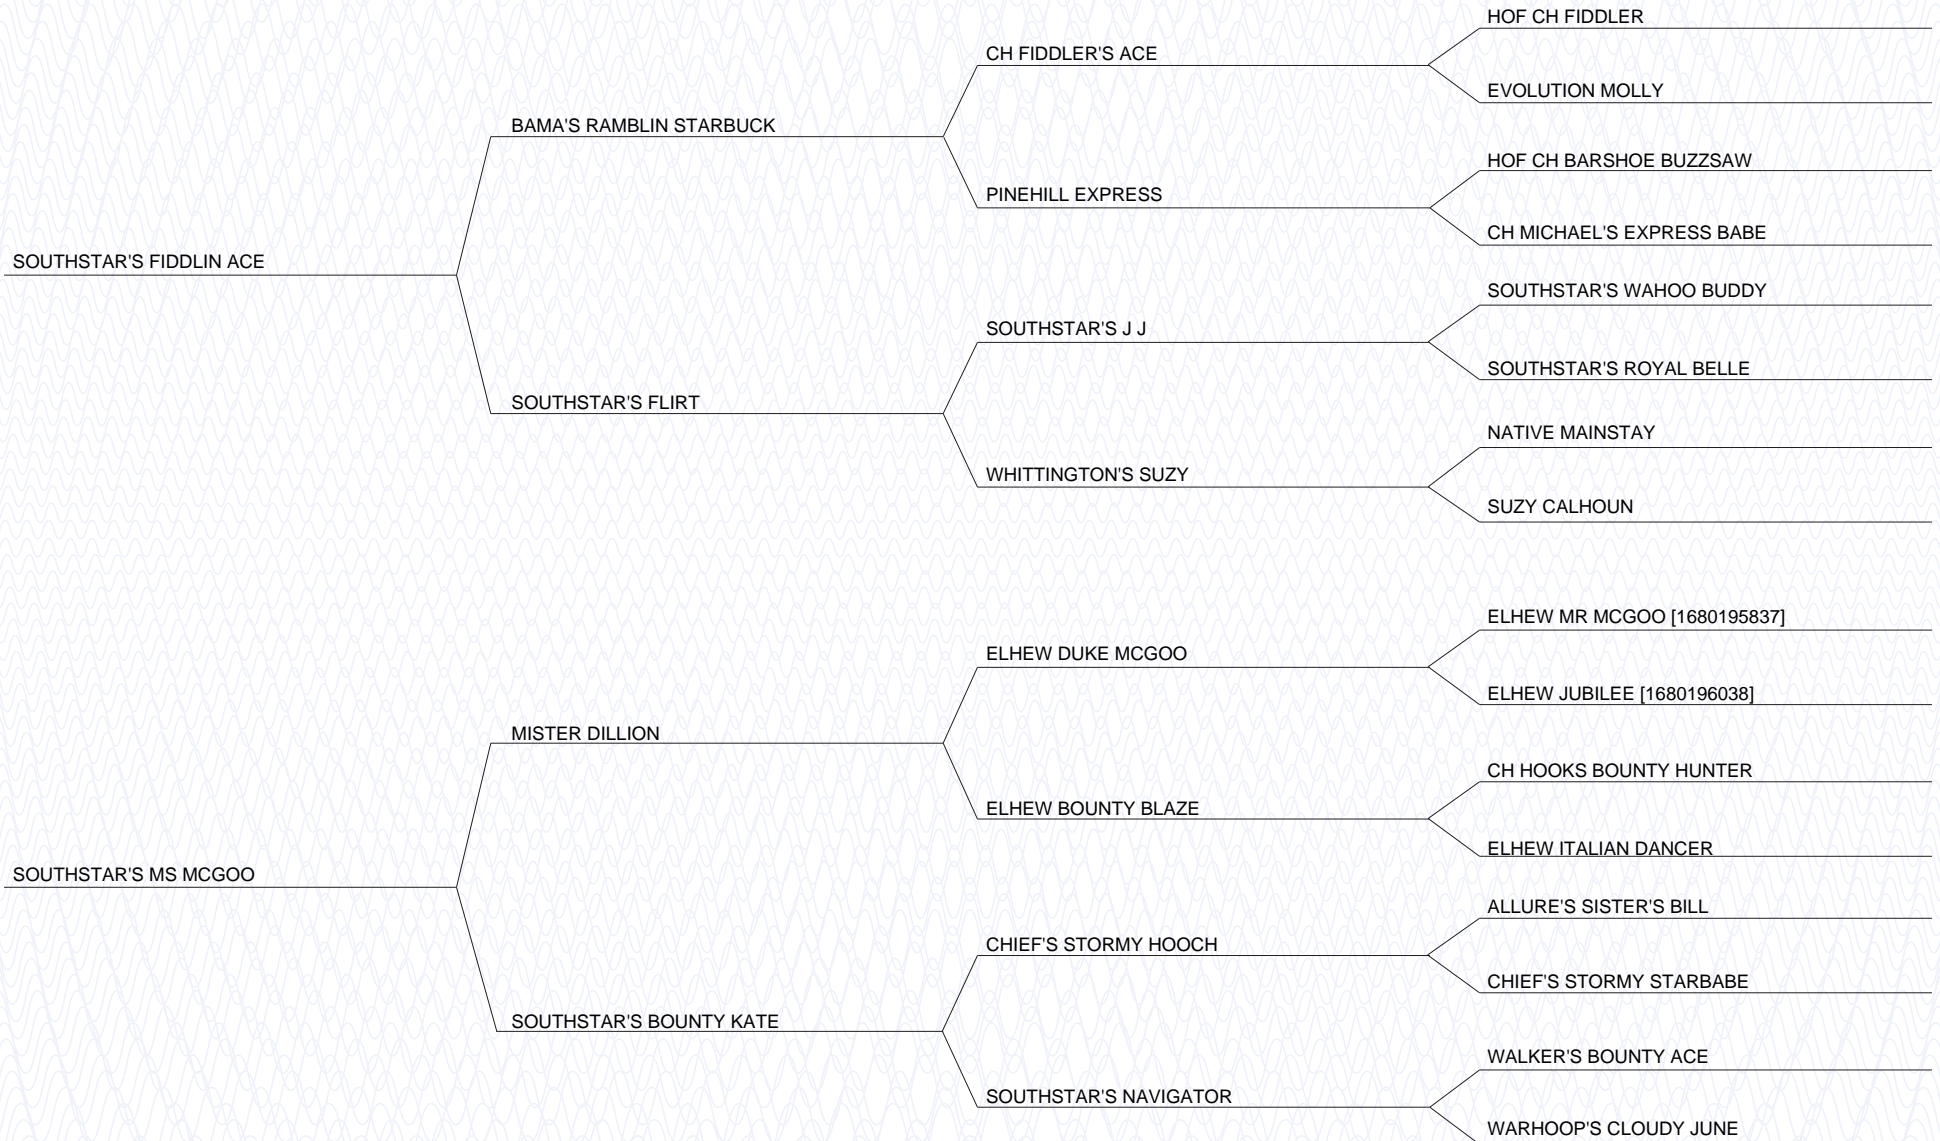 HOF CH FIDDLER
CH FIDDLER'S ACE
EVOLUTION MOLLY
BAMA'S RAMBLIN STARBUCK
HOF CH BARSHOE BUZZSAW
PINEHILL EXPRESS
CH MICHAEL'S EXPRESS BABE
SOUTHSTAR'S FIDDLIN ACE
SOUTHSTAR'S WAHOO BUDDY
SOUTHSTAR'S J J
SOUTHSTAR'S ROYAL BELLE
SOUTHSTAR'S FLIRT
NATIVE MAINSTAY
WHITTINGTON'S SUZY
SUZY CALHOUN
ELHEW MR MCGOO [1680195837]
ELHEW DUKE MCGOO
ELHEW JUBILEE [1680196038]
MISTER DILLION
CH HOOKS BOUNTY HUNTER
ELHEW BOUNTY BLAZE
ELHEW ITALIAN DANCER
SOUTHSTAR'S MS MCGOO
ALLURE'S SISTER'S BILL
CHIEF'S STORMY HOOCH
CHIEF'S STORMY STARBABE
SOUTHSTAR'S BOUNTY KATE
WALKER'S BOUNTY ACE
SOUTHSTAR'S NAVIGATOR
WARHOOP'S CLOUDY JUNE